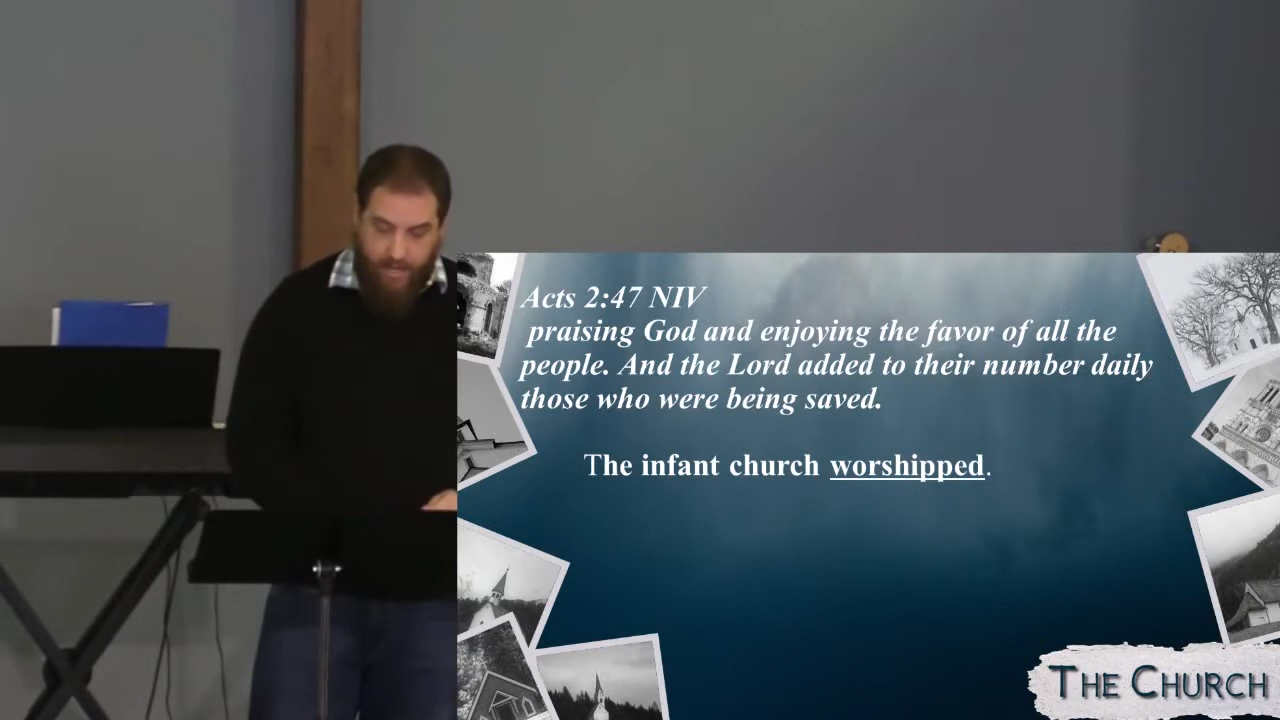 Acts 2:47 NIV
praising God and enjoying the favor of all the
people. And the Lord added to their number daily
those who were being saved.
The infant church worshipped.
THE CHURCH